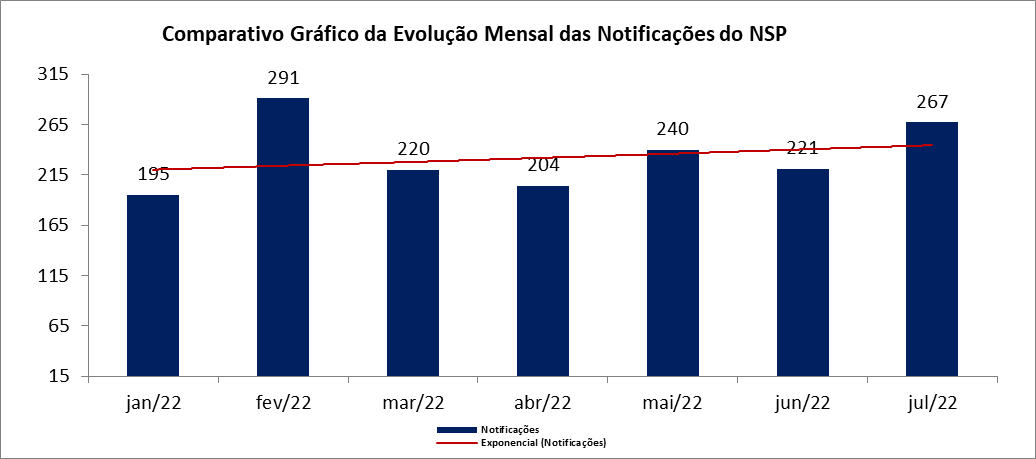 Comparativo Gráfico da Evolução Mensal das Notificações do NSP
315
265
215
165
115
65
15
195
291
220
204
240
221
267
jan/22
fev/22
mar/22
abr/22
mai/22
jun/22
jul/22
Notificações
Exponencial (Notificações)